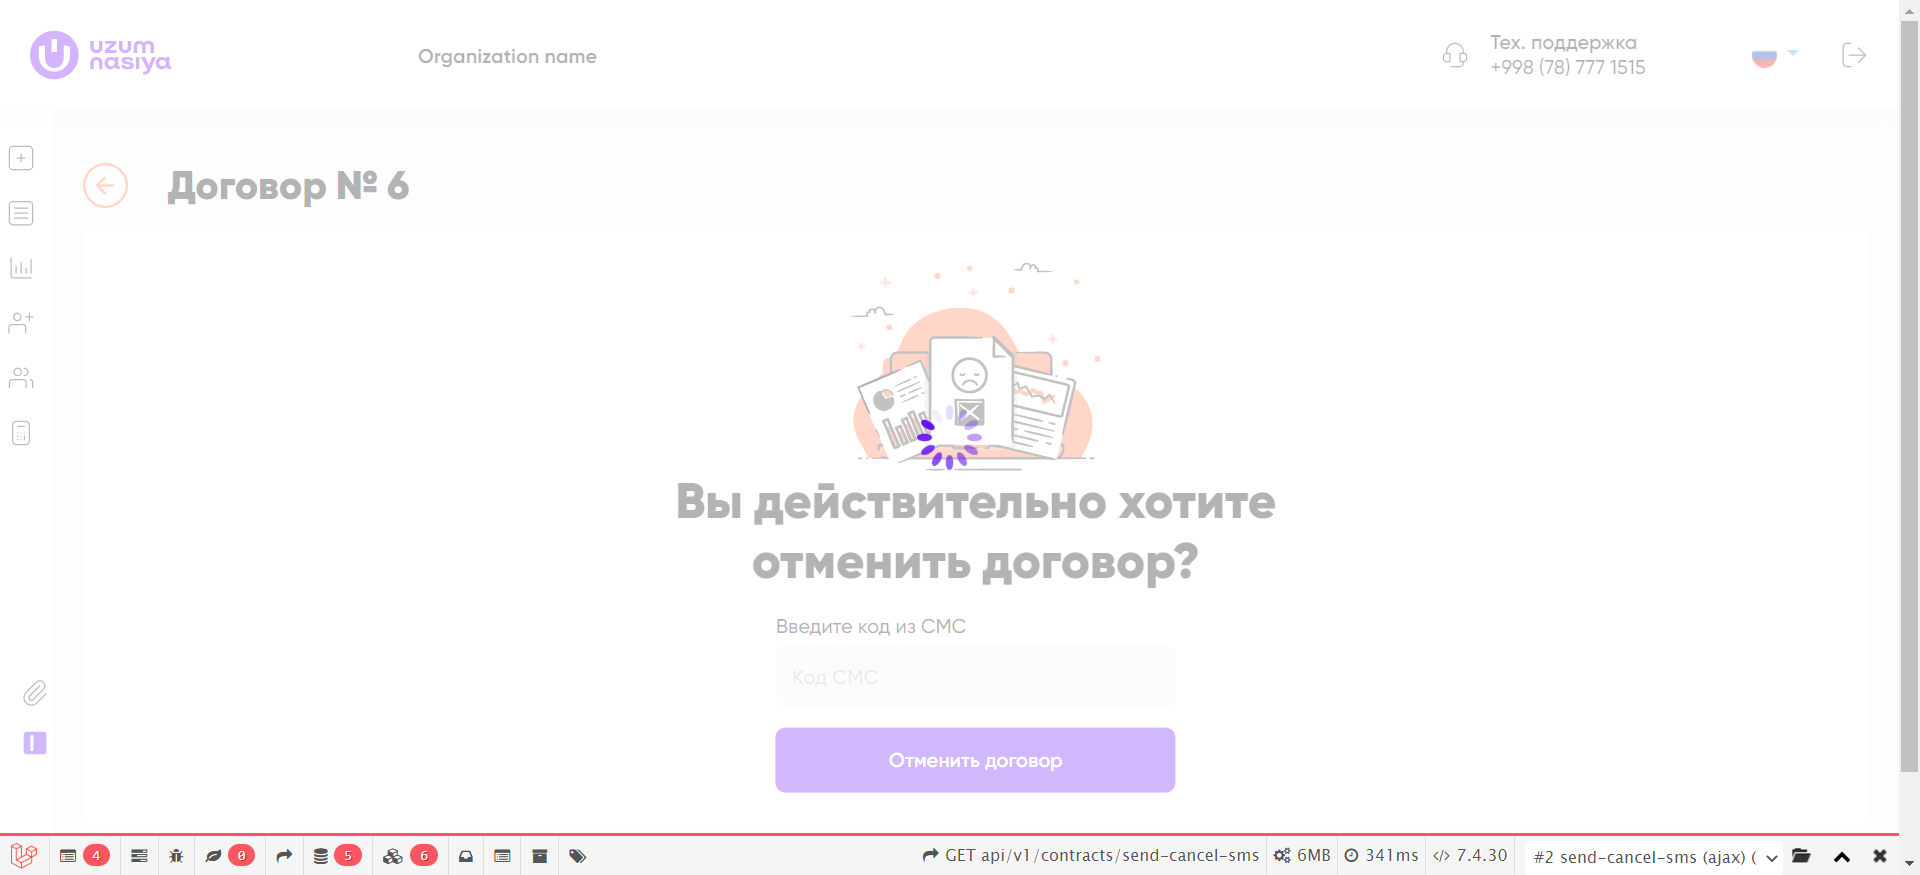 uzum
nasiya
Organization name
Тех. поддержка
+998 (78) 777 1515
Договор № 6
Вы действительно хотите
отменить договор?
Введите код из СМС
Код СМС
Отменить договор
4
0
5
6
GET api/v1/contracts/send-cancel-sms
6MB
341ms
7.4.30
#2 send-cancel-sms (ajax) (